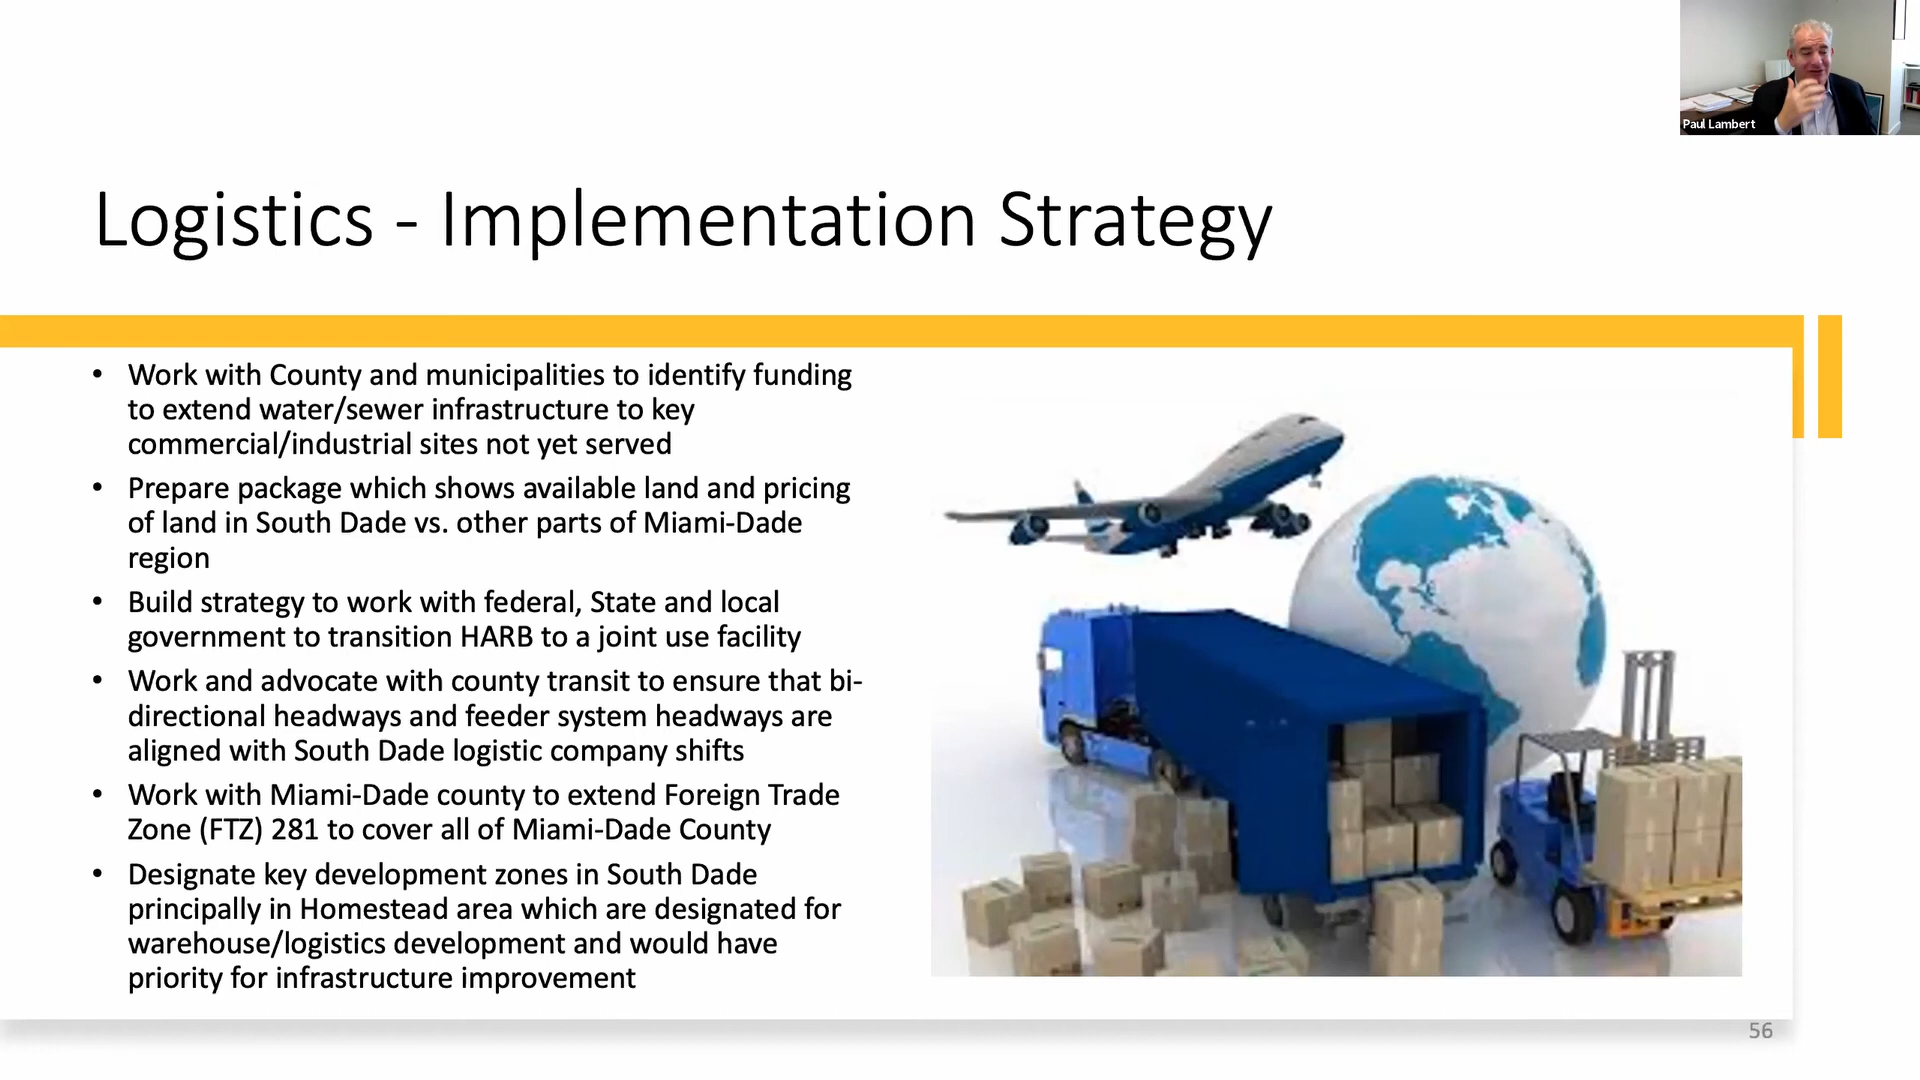 Paul Lambert
Logistics - Implementation Strategy
• Work with County and municipalities to identify funding
to extend water/sewer infrastructure to key
commercial/industrial sites not yet served
• Prepare package which shows available land and pricing
of land in South Dade vs. other parts of Miami-Dade
region
• Build strategy to work with federal, State and local
government to transition HARB to a joint use facility
• Work and advocate with county transit to ensure that bi-
directional headways and feeder system headways are
aligned with South Dade logistic company shifts
• Work with Miami-Dade county to extend Foreign Trade
Zone (FTZ) 281 to cover all of Miami-Dade County
• Designate key development zones in South Dade
principally in Homestead area which are designated for
warehouse/logistics development and would have
priority for infrastructure improvement
56